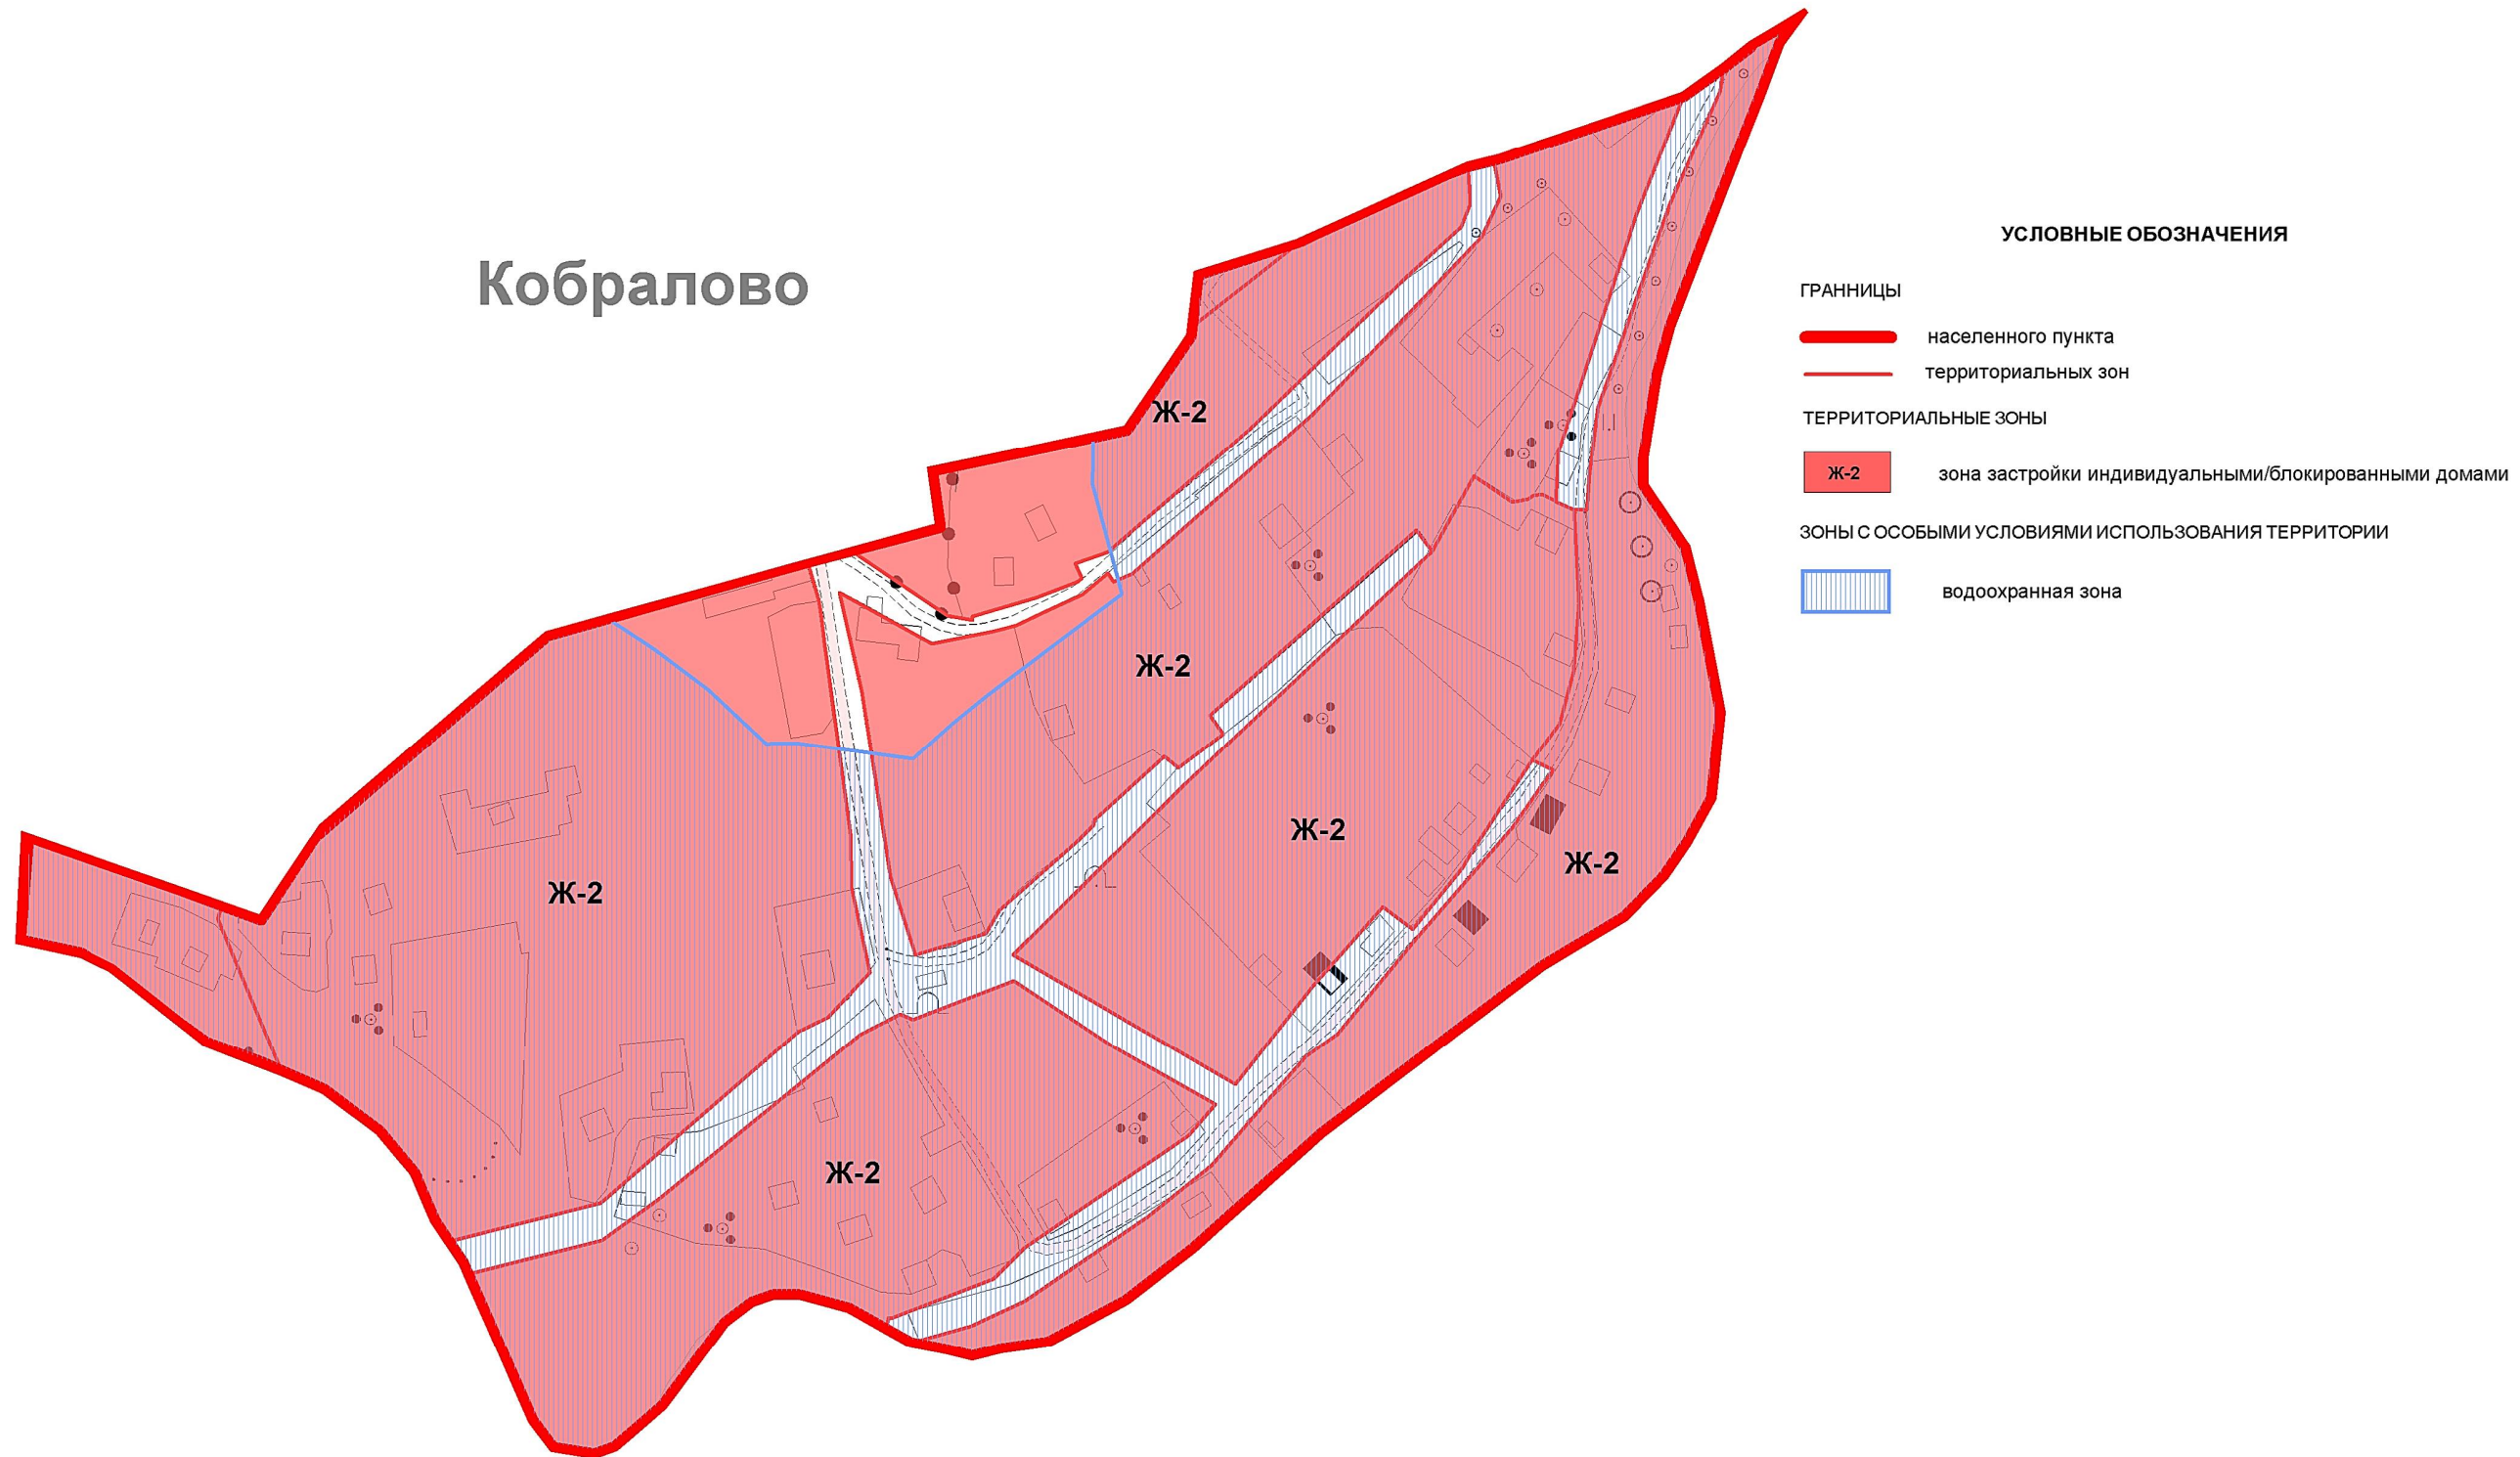 Кобралово
Ж-2
Ж-2
Ж-2
Ж-2
Ж-2
Ж-2
УСЛОВНЫЕ ОБОЗНАЧЕНИЯ
ГРАННИЦЫ
населенного пункта
территориальных зон
ТЕРРИТОРИАЛЬНЫЕ ЗОНЫ
Ж-2 зона застройки индивидуальными/блокированными домами
ЗОНЫ С ОСОБЫМИ УСЛОВИЯМИ ИСПОЛЬЗОВАНИЯ ТЕРРИТОРИИ
водоохранная зона